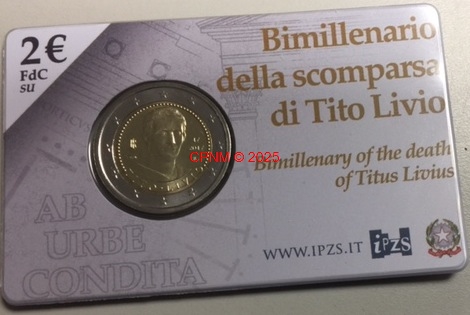 2€
FdC
su
Bimillenario
della scomparsa
di Tito Livio
CFNM © 2025
Bimillenary of the death
of Titus Livius
AB
URBE
CONDITA
WWW.IPZS.IT
iPZS